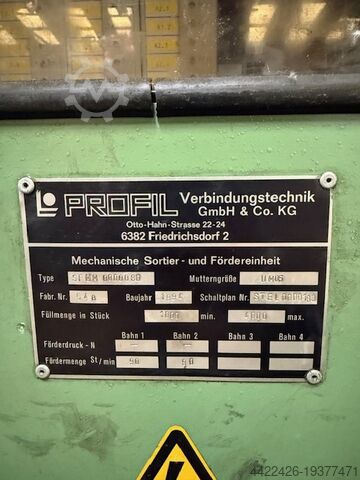 PROFIL Verbindungstechnik
GmbH & Co. KG
Otto-Hahn-Strasse 22-24
6382 Friedrichsdorf 2
Mechanische Sortier- und Fördereinheit
Type Mutterngröße
Fabr. Nr. Baujahr Schaltplan Nr.
Füllmenge in Stück min. max.
Bahn 1 Bahn 2 Bahn 3 Bahn 4
Förderdruck - N — —
Fördermenge St/min 90 90
4422426-19377471